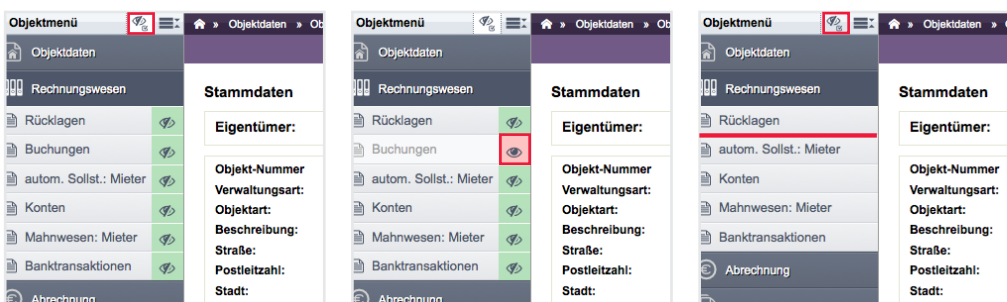 Objektmenü
» Objektdaten » Ob
Objektdaten
Rechnungswesen
Stammdaten
Rücklagen
Eigentümer:
Buchungen
Objekt-Nummer
autom. Sollst.: Mieter
Verwaltungsart:
Konten
Objektart:
Beschreibung:
Mahnwesen: Mieter
Straße:
Banktransaktionen
Postleitzahl:
Stadt:
Abrechnung
Objektmenü
» Objektdaten » Ob
Objektdaten
Rechnungswesen
Stammdaten
Rücklagen
Eigentümer:
Buchungen
Objekt-Nummer
autom. Sollst.: Mieter
Verwaltungsart:
Konten
Objektart:
Beschreibung:
Mahnwesen: Mieter
Straße:
Banktransaktionen
Postleitzahl:
Stadt:
Abrechnung
Objektmenü
» Objektdaten »
Objektdaten
Rechnungswesen
Stammdaten
Rücklagen
Eigentümer:
autom. Sollst.: Mieter
Objekt-Nummer
Konten
Verwaltungsart:
Objektart:
Mahnwesen: Mieter
Beschreibung:
Banktransaktionen
Straße:
Abrechnung
Postleitzahl:
Stadt: